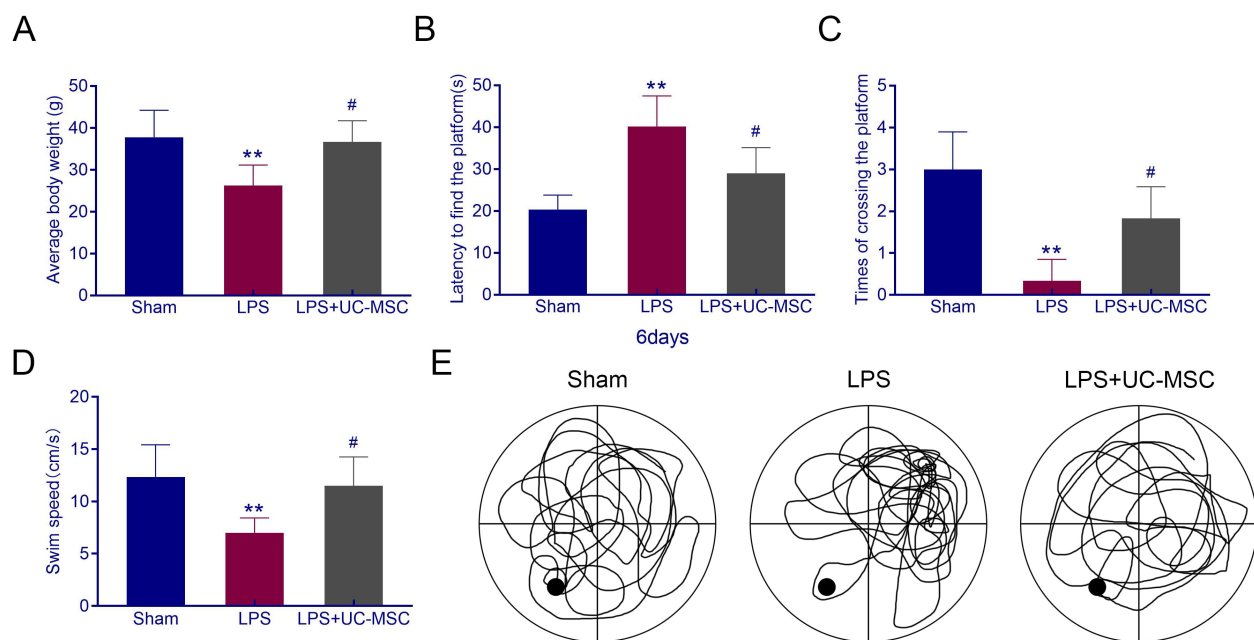 A
Average body weight (g)
50
40
30
20
10
0
**
#
Sham LPS LPS+UC-MSC
B
Latency to find the platform(s)
50
40
30
20
10
0
**
#
Sham LPS LPS+UC-MSC
6days
C
Times of crossing the platform
5
4
3
2
1
0
**
#
Sham LPS LPS+UC-MSC
D
Swim speed(cm/s)
20
15
10
5
0
**
#
Sham LPS LPS+UC-MSC
E
Sham LPS LPS+UC-MSC